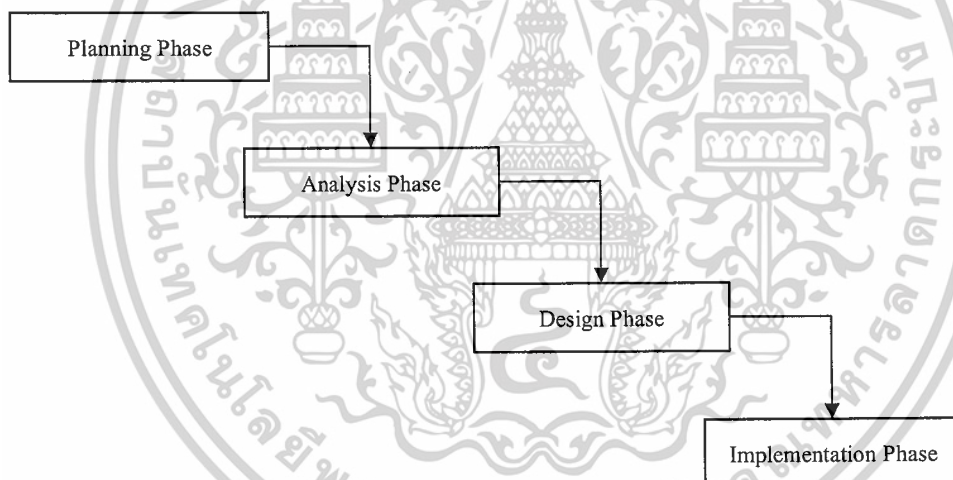 Planning Phase
Analysis Phase
Design Phase
Implementation Phase